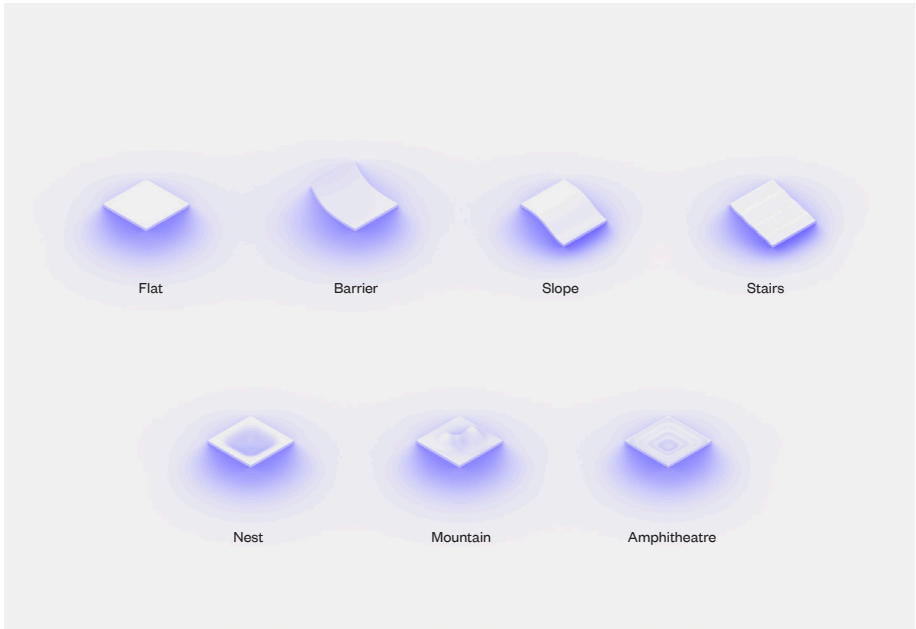 Flat
Barrier
Slope
Stairs
Nest
Mountain
Amphitheatre